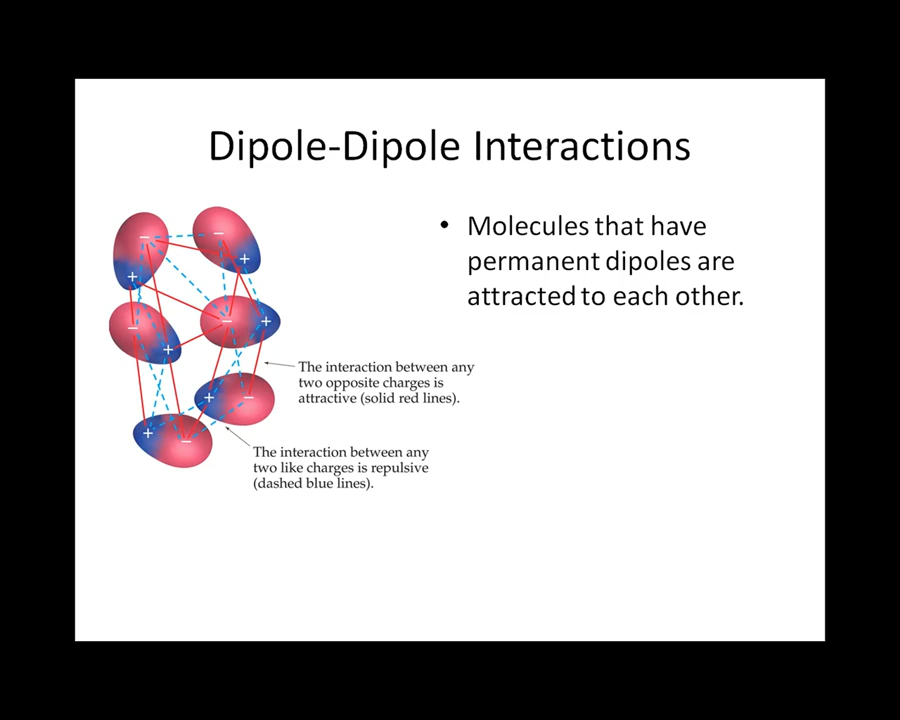 Dipole-Dipole Interactions
• Molecules that have
permanent dipoles are
attracted to each other.
− −
+ +
− − +
+
The interaction between any
two opposite charges is
attractive (solid red lines).
+ −
+ −
The interaction between any
two like charges is repulsive
(dashed blue lines).